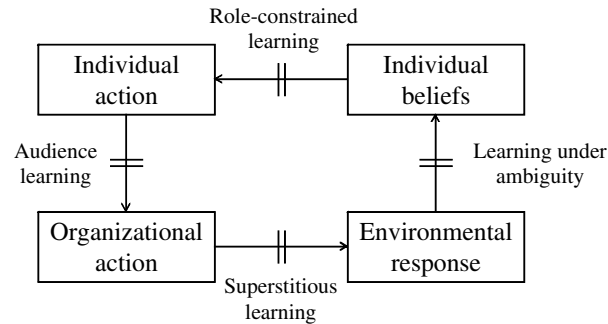 Role-constrained
learning
Individual
action
Individual
beliefs
Audience
learning
Learning under
ambiguity
Organizational
action
Environmental
response
Superstitious
learning